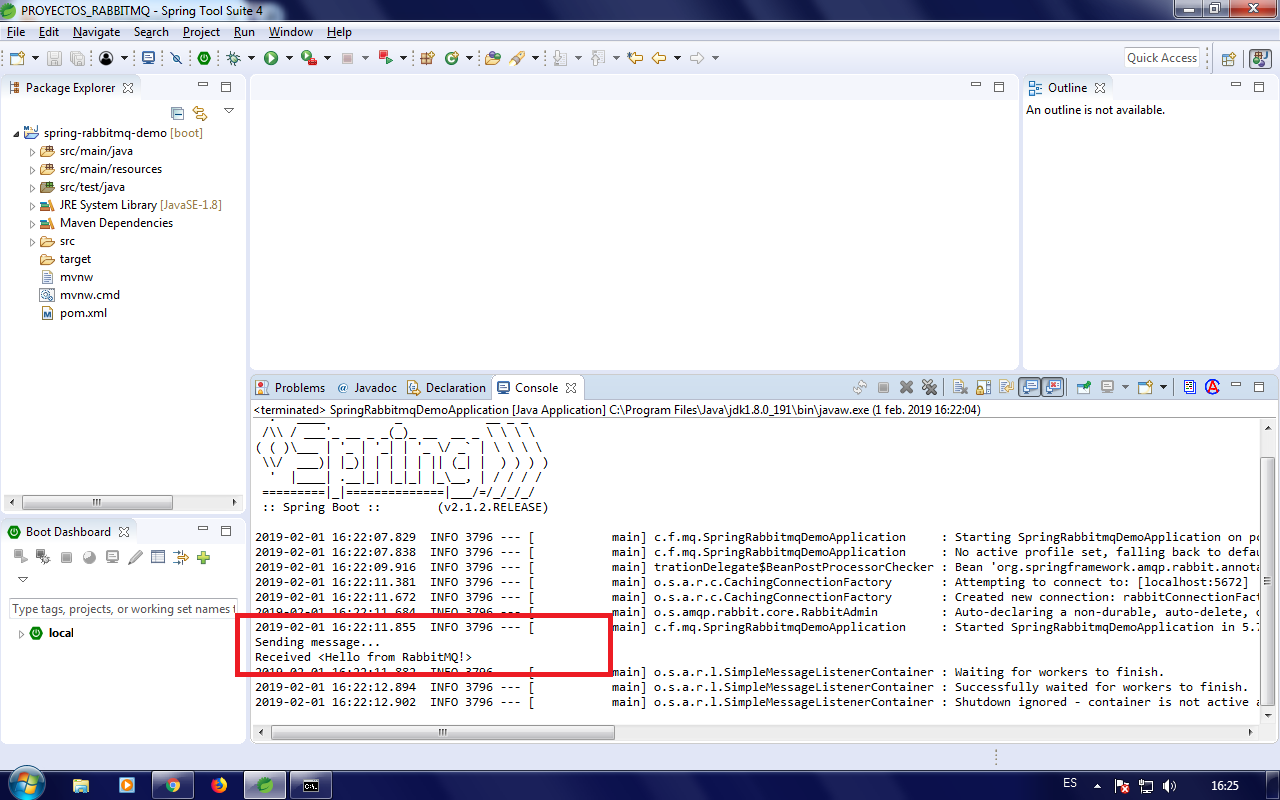 PROYECTOS_RABBITMQ - Spring Tool Suite 4
File Edit Navigate Search Project Run Window Help
Quick Access
Package Explorer
spring-rabbitmq-demo [boot]
src/main/java
src/main/resources
src/test/java
JRE System Library [JavaSE-1.8]
Maven Dependencies
src
target
mvnw
mvnw.cmd
pom.xml
Outline
An outline is not available.
Problems @ Javadoc Declaration Console
<terminated> SpringRabbitmqDemoApplication [Java Application] C:\Program Files\Java\jdk1.8.0_191\bin\javaw.exe (1 feb. 2019 16:22:04)
Spring
:: Spring Boot :: (v2.1.2.RELEASE)
2019-02-01 16:22:07.829 INFO 3796 --- [ main] c.f.mq.SpringRabbitmqDemoApplication : Starting SpringRabbitmqDemoApplication on
2019-02-01 16:22:07.838 INFO 3796 --- [ main] c.f.mq.SpringRabbitmqDemoApplication : No active profile set, falling back to
2019-02-01 16:22:09.916 INFO 3796 --- [ main] trationDelegate$BeanPostProcessorChecker : Bean 'org.springframework.amqp.rabbit.annota
2019-02-01 16:22:11.381 INFO 3796 --- [ main] o.s.a.r.c.CachingConnectionFactory : Attempting to connect to: [localhost:5672]
2019-02-01 16:22:11.672 INFO 3796 --- [ main] o.s.a.r.c.CachingConnectionFactory : Created new connection: rabbitConnectionFact
2019-02-01 16:22:11.684 INFO 3796 --- [ main] o.s.amqp.rabbit.core.RabbitAdmin : Auto-declaring a non-durable, auto-delete,
2019-02-01 16:22:11.855 INFO 3796 --- [ main] c.f.mq.SpringRabbitmqDemoApplication : Started SpringRabbitmqDemoApplication in 5.7
Sending message...
Received <Hello from RabbitMQ!>
2019-02-01 16:22:11.882 INFO 3796 --- [ main] o.s.a.r.l.SimpleMessageListenerContainer : Waiting for workers to finish.
2019-02-01 16:22:12.894 INFO 3796 --- [ main] o.s.a.r.l.SimpleMessageListenerContainer : Successfully waited for workers to finish.
2019-02-01 16:22:12.902 INFO 3796 --- [ main] o.s.a.r.l.SimpleMessageListenerContainer : Shutdown ignored - container is not active
Boot Dashboard
Type tags, projects, or working set names
local
ES
16:25